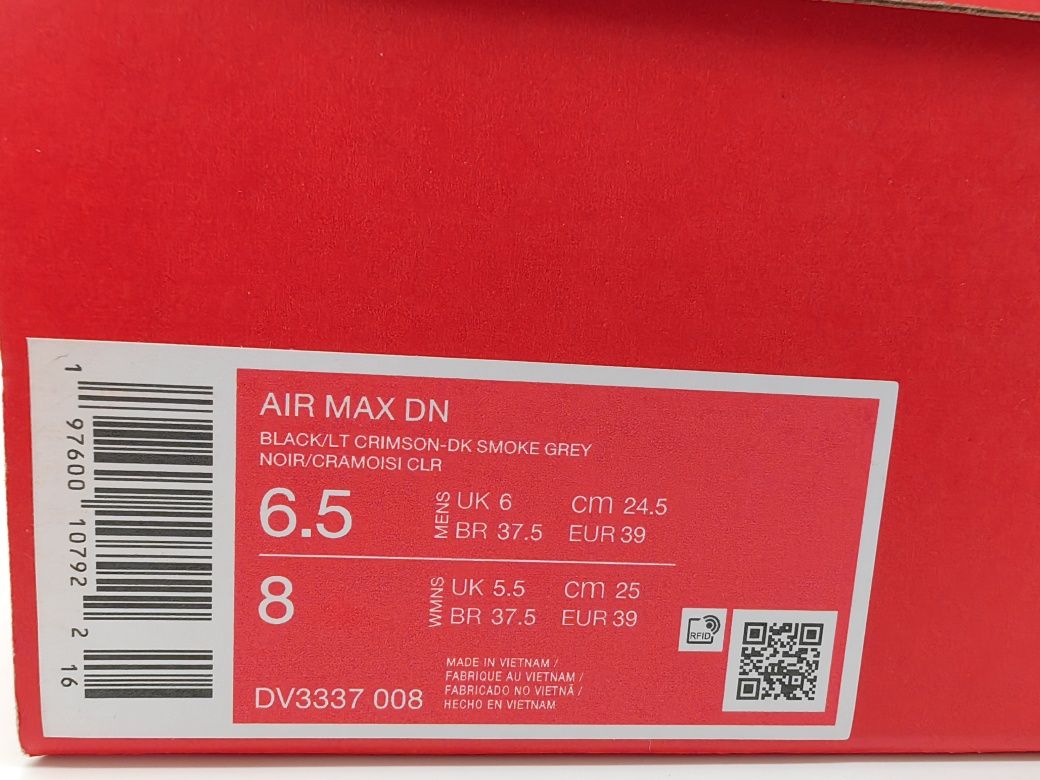 AIR MAX DN
BLACK/LT CRIMSON-DK SMOKE GREY
NOIR/CRAMOISI CLR
6.5 MENS UK 6 cm 24.5
BR 37.5 EUR 39
8 WMNS UK 5.5 cm 25
BR 37.5 EUR 39
RFID
MADE IN VIETNAM /
FABRIQUE AU VIETNAM /
FABRICADO NO VIETNÃ /
HECHO EN VIETNAM
DV3337 008
1 97600 10792 2 16